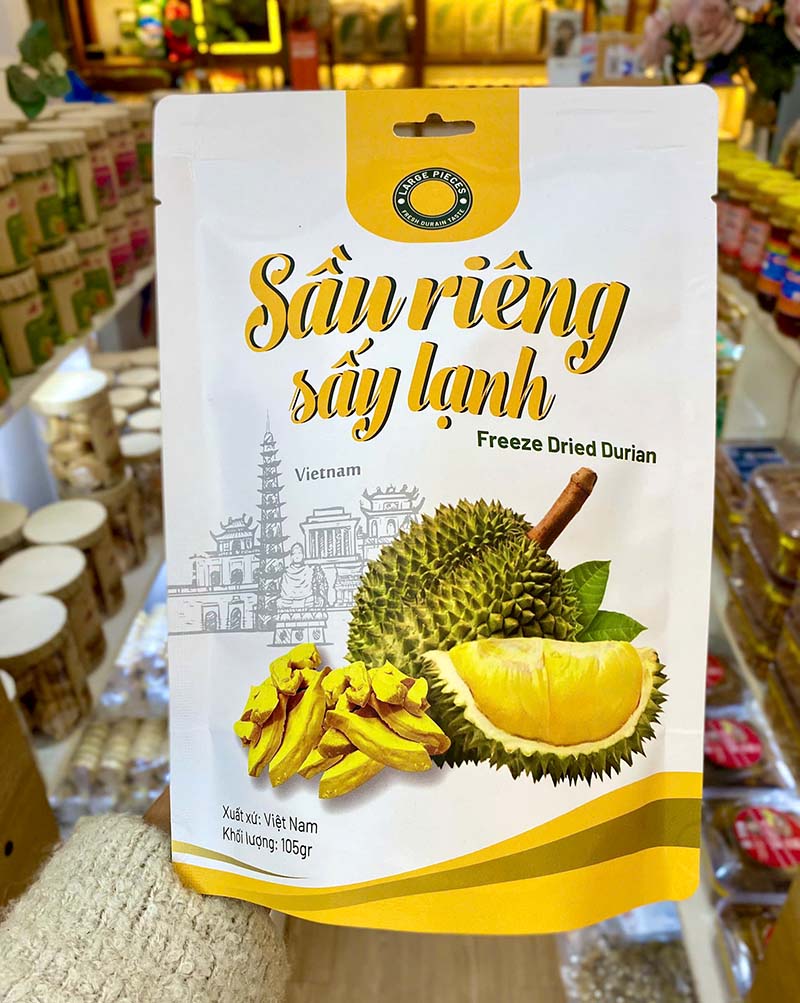 LARGE PIECES
FRESH DURAIN TASTE
Sầu riêng
sấy lạnh
Freeze Dried Durian
Vietnam
Xuất xứ: Việt Nam
Khối lượng: 105gr